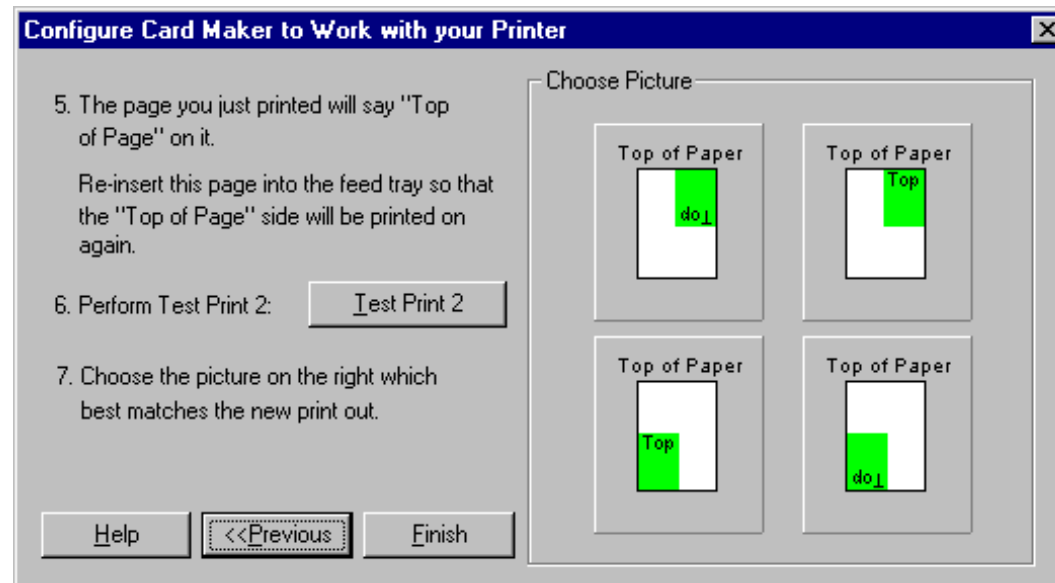 Configure Card Maker to Work with your Printer
5. The page you just printed will say "Top
of Page" on it.
Re-insert this page into the feed tray so that
the "Top of Page" side will be printed on
again.
6. Perform Test Print 2:
Test Print 2
7. Choose the picture on the right which
best matches the new print out.
Help
<<Previous
Finish
Choose Picture
Top of Paper
Top
Top of Paper
Top
Top of Paper
Top
Top of Paper
Top